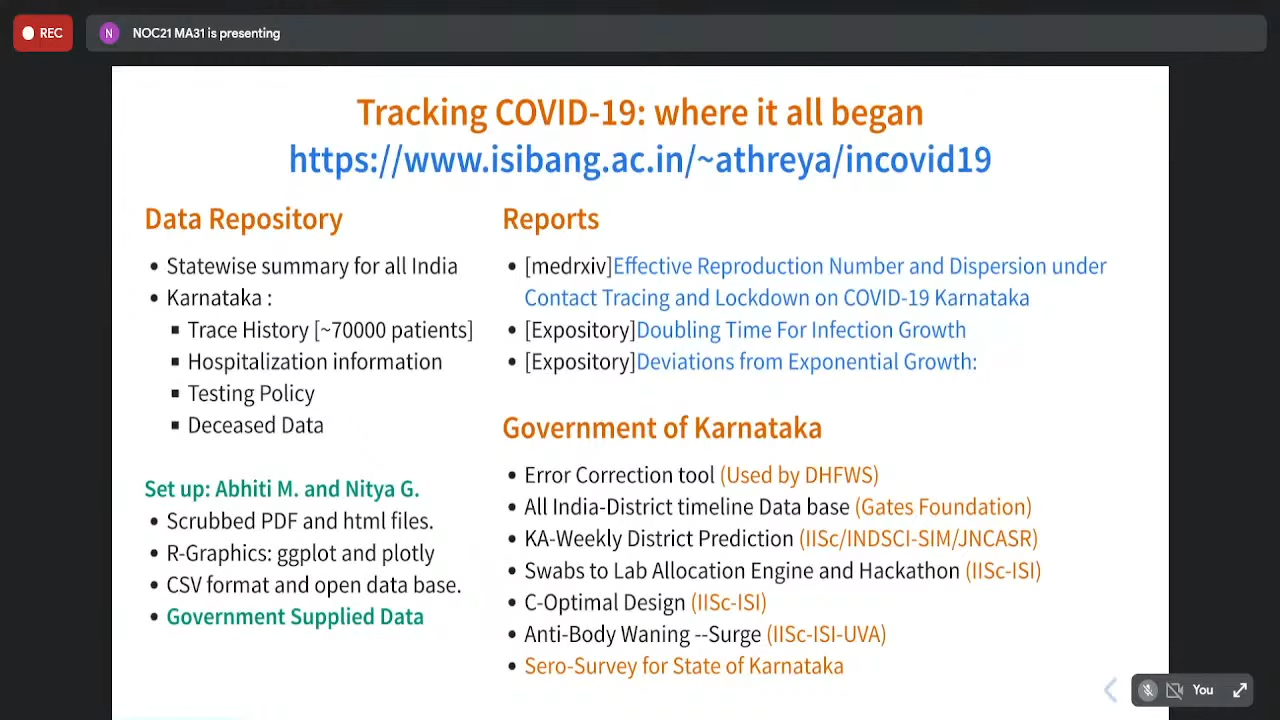 REC
N
NOC21 MA31 is presenting
Tracking COVID-19: where it all began
https://www.isibang.ac.in/~athreya/incovid19
Data Repository
• Statewise summary for all India
• Karnataka :
▪ Trace History [~70000 patients]
▪ Hospitalization information
▪ Testing Policy
▪ Deceased Data
Set up: Abhiti M. and Nitya G.
• Scrubbed PDF and html files.
• R-Graphics: ggplot and plotly
• CSV format and open data base.
• Government Supplied Data
Reports
• [medrxiv]Effective Reproduction Number and Dispersion under
Contact Tracing and Lockdown on COVID-19 Karnataka
• [Expository]Doubling Time For Infection Growth
• [Expository]Deviations from Exponential Growth:
Government of Karnataka
• Error Correction tool (Used by DHFWS)
• All India-District timeline Data base (Gates Foundation)
• KA-Weekly District Prediction (IISc/INDSCI-SIM/JNCASR)
• Swabs to Lab Allocation Engine and Hackathon (IISc-ISI)
• C-Optimal Design (IISc-ISI)
• Anti-Body Waning --Surge (IISc-ISI-UVA)
• Sero-Survey for State of Karnataka
You